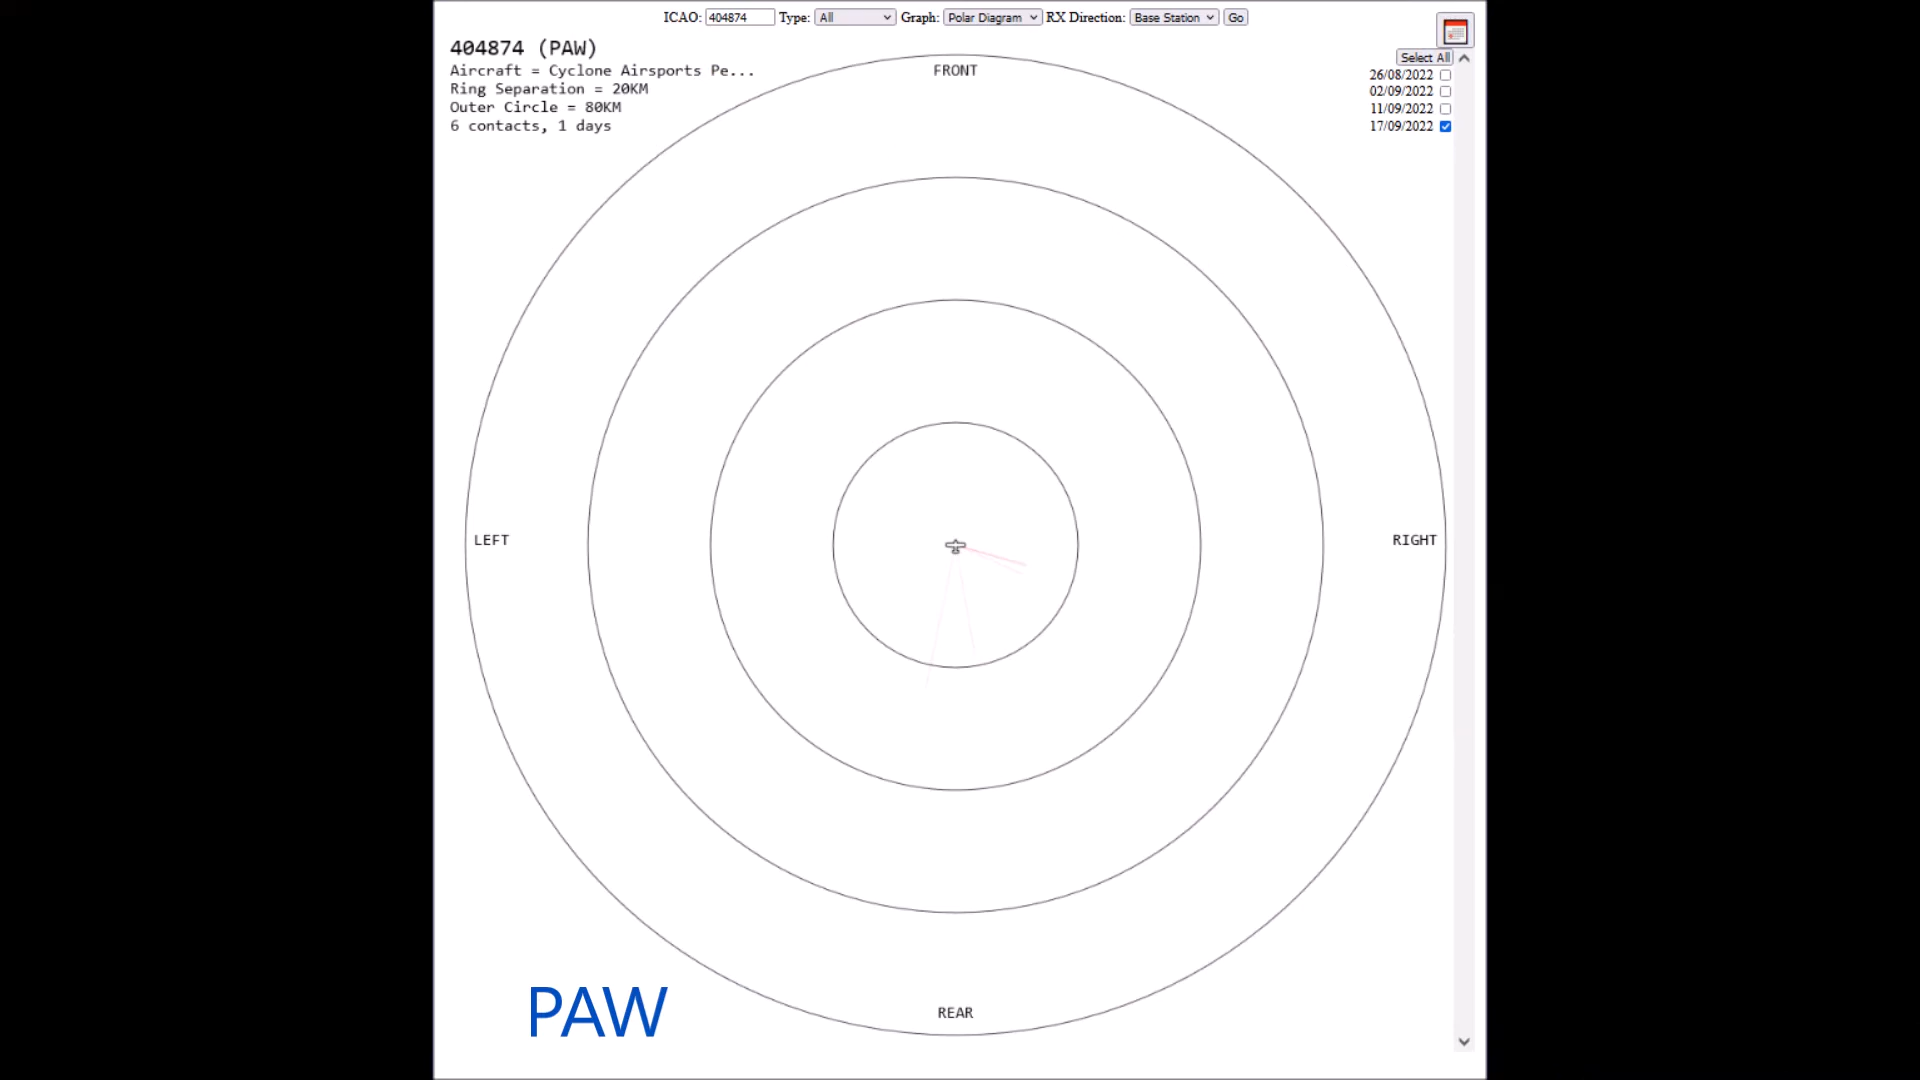 ICAO: 404874 Type: All Graph: Polar Diagram RX Direction: Base Station Go
404874 (PAW)
Aircraft = Cyclone Airsports Pe...
Ring Separation = 20KM
Outer Circle = 80KM
6 contacts, 1 days
Select All
26/08/2022
02/09/2022
11/09/2022
17/09/2022
FRONT
LEFT
RIGHT
REAR
PAW